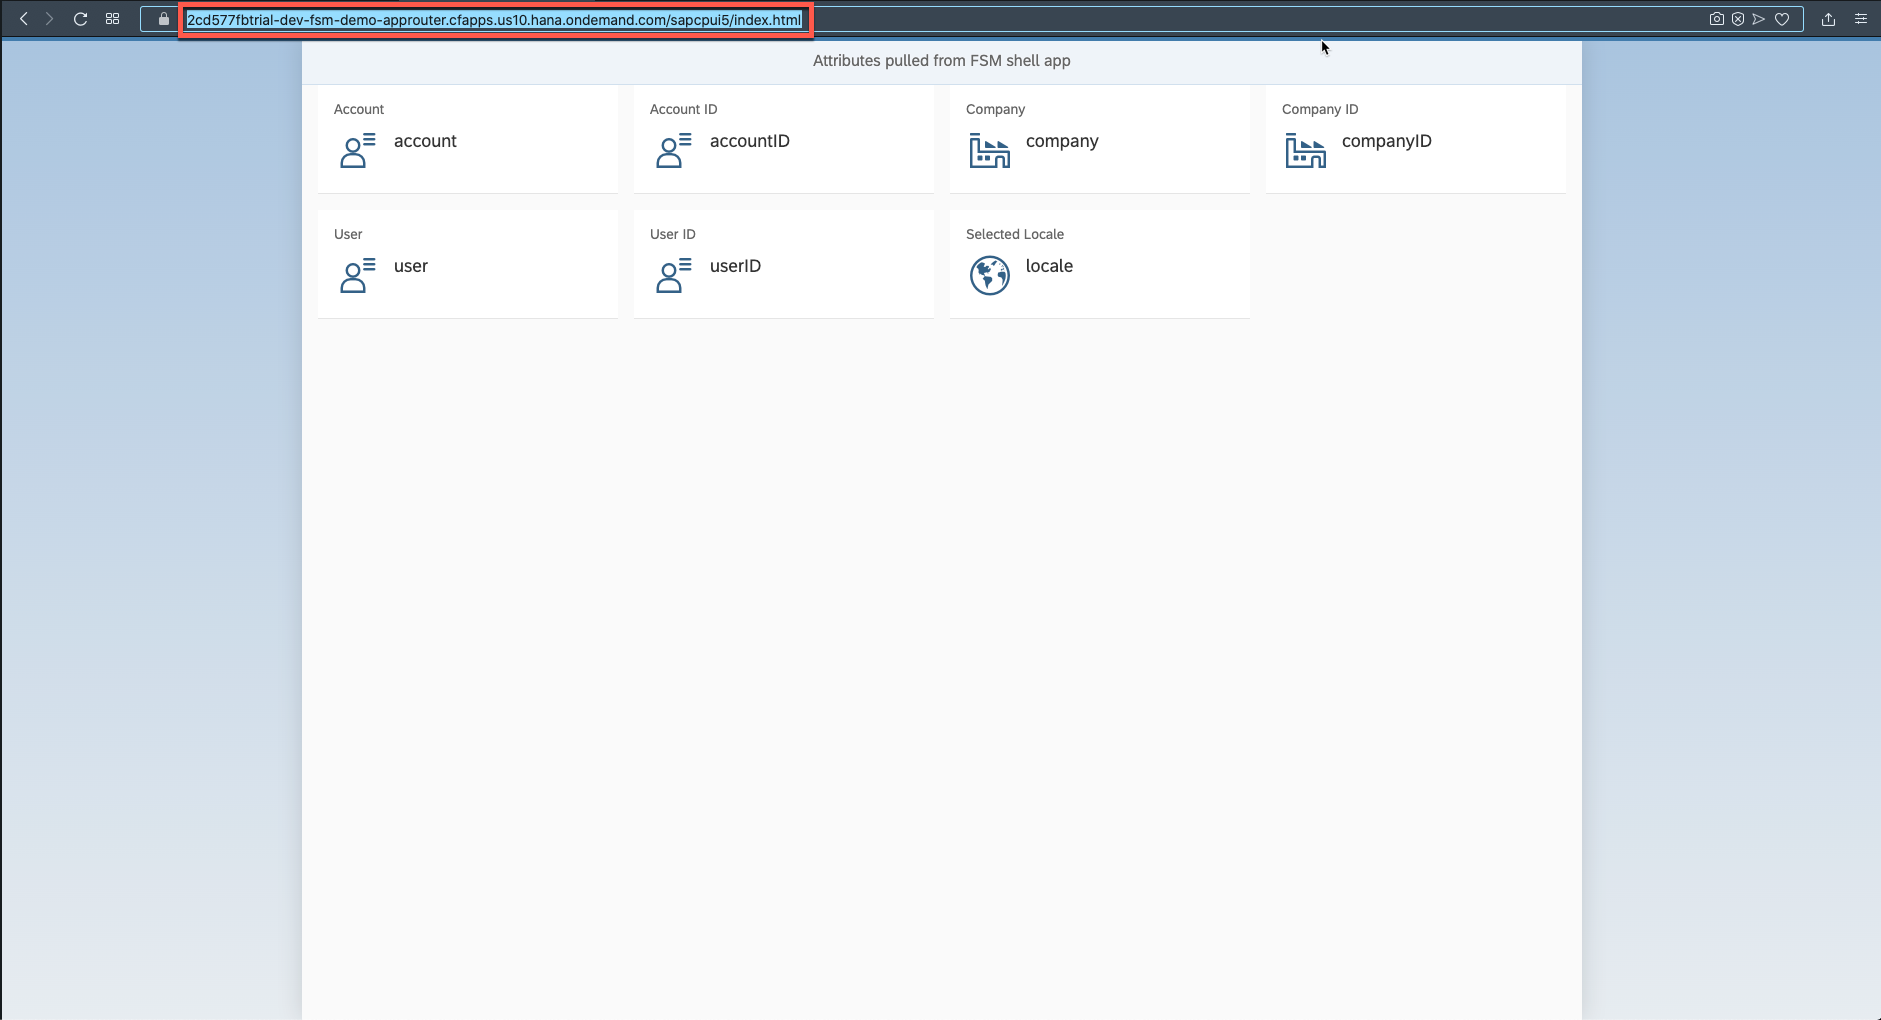 2cd577fbtrial-dev-fsm-demo-approuter.cfapps.us10.hana.ondemand.com/sapcpui5/index.html
Attributes pulled from FSM shell app
Account
account
Account ID
accountID
Company
company
Company ID
companyID
User
user
User ID
userID
Selected Locale
locale